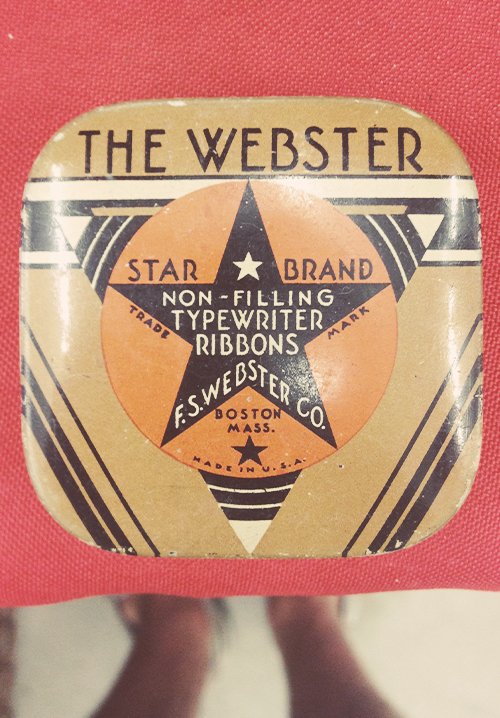 THE WEBSTER
STAR BRAND
NON-FILLING
TYPEWRITER
RIBBONS
TRADE MARK
F.S. WEBSTER CO.
BOSTON
MASS.
MADE IN U.S.A.